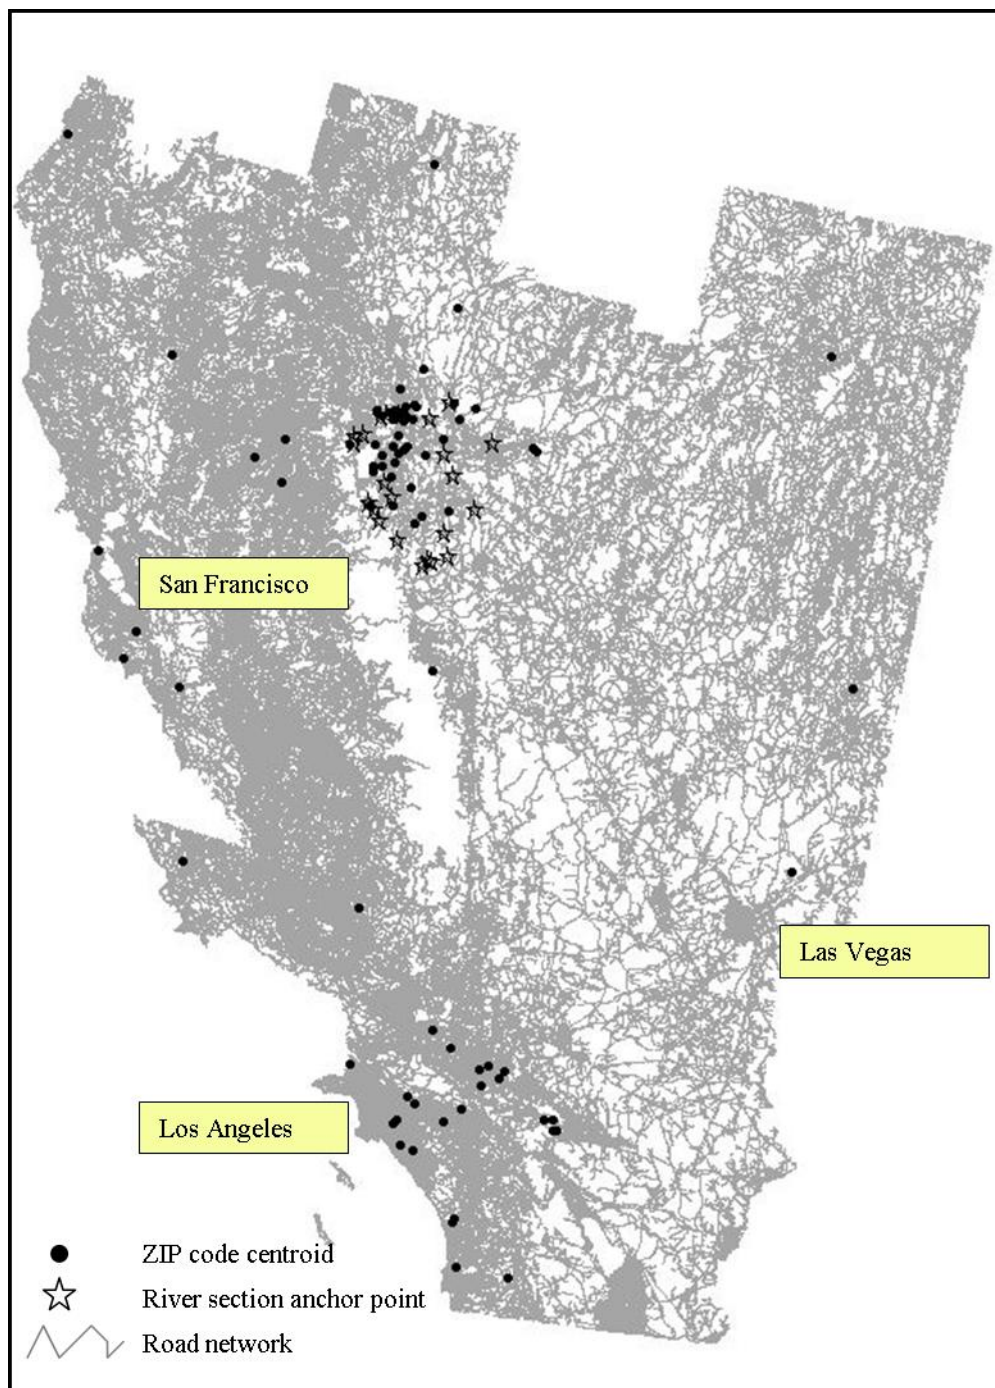 San Francisco
Las Vegas
Los Angeles
ZIP code centroid
River section anchor point
Road network